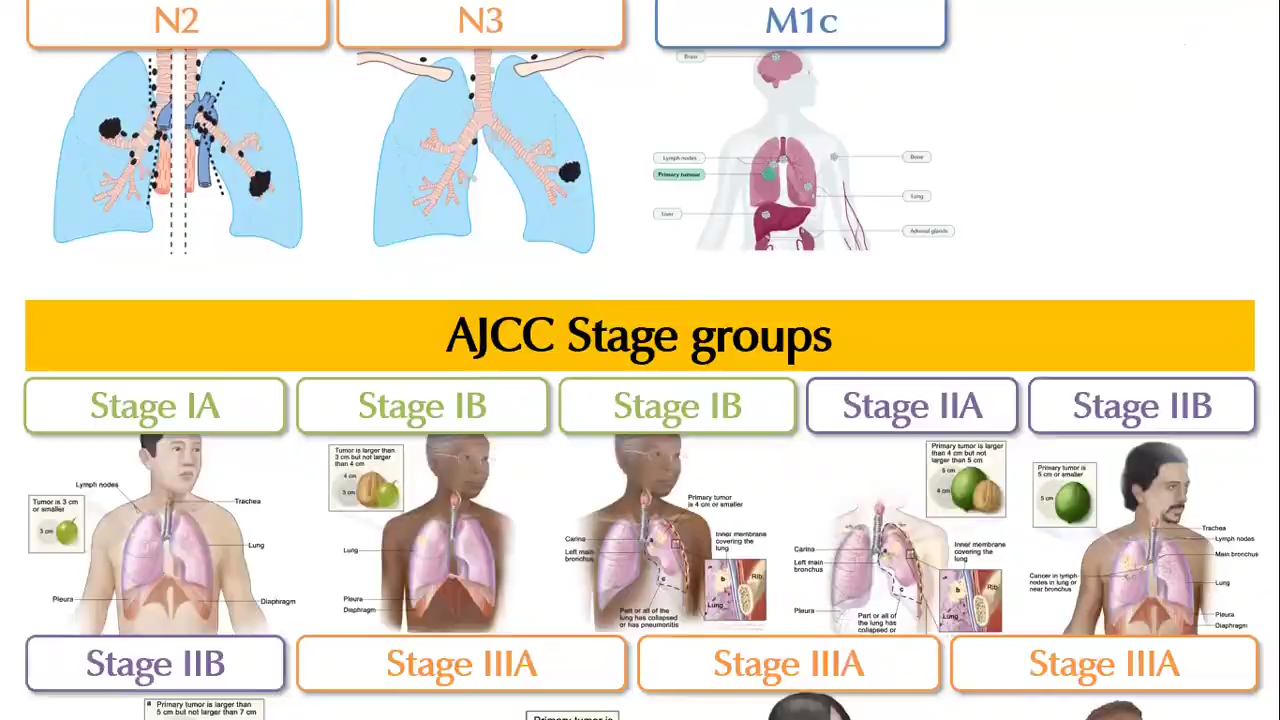 N2
N3
M1c
Brain
Lymph nodes
Primary tumour
Liver
Bone
Lung
Adrenal glands
AJCC Stage groups
Stage IA
Stage IB
Stage IB
Stage IIA
Stage IIB
Lymph nodes
Tumor is 3 cm
or smaller
3 cm
Trachea
Lung
Pleura
Diaphragm
Tumor is larger than
3 cm but not larger
than 4 cm
4 cm
3 cm
Lung
Pleura
Diaphragm
Primary tumor
is 4 cm or smaller
Carina
Left main
bronchus
Inner membrane
covering the
lung
a
b
c
Rib
Lung
Part or all of the
lung has collapsed
or has pneumonitis
Primary tumor is larger
than 4 cm but not
larger than 5 cm
5 cm
4 cm
Carina
Left main
bronchus
Pleura
Inner membrane
covering the
lung
a
b
c
Rib
Lung
Part or all of
the lung has
collapsed or
Primary tumor is
5 cm or smaller
5 cm
Cancer in lymph
nodes in lung or
near bronchus
Trachea
Lymph nodes
Main bronchus
Lung
Pleura
Diaphragm
Stage IIB
Stage IIIA
Stage IIIA
Stage IIIA
a Primary tumor is larger than
5 cm but not larger than 7 cm
Primary tumor is